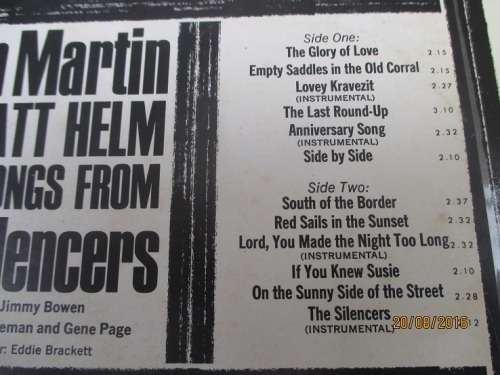 Martin
ATT HELM
ONGS FROM
lencers
Jimmy Bowen
eman and Gene Page
r: Eddie Brackett
Side One:
The Glory of Love 2.15
Empty Saddles in the Old Corral 2.15
Lovey Kravezit 2.27
(INSTRUMENTAL)
The Last Round-Up 3.10
Anniversary Song 2.32
(INSTRUMENTAL)
Side by Side 2.10
Side Two:
South of the Border 2.37
Red Sails in the Sunset 2.32
Lord, You Made the Night Too Long 2.32
(INSTRUMENTAL)
If You Knew Susie 2.10
On the Sunny Side of the Street 2.28
The Silencers
(INSTRUMENTAL)
20/08/2015